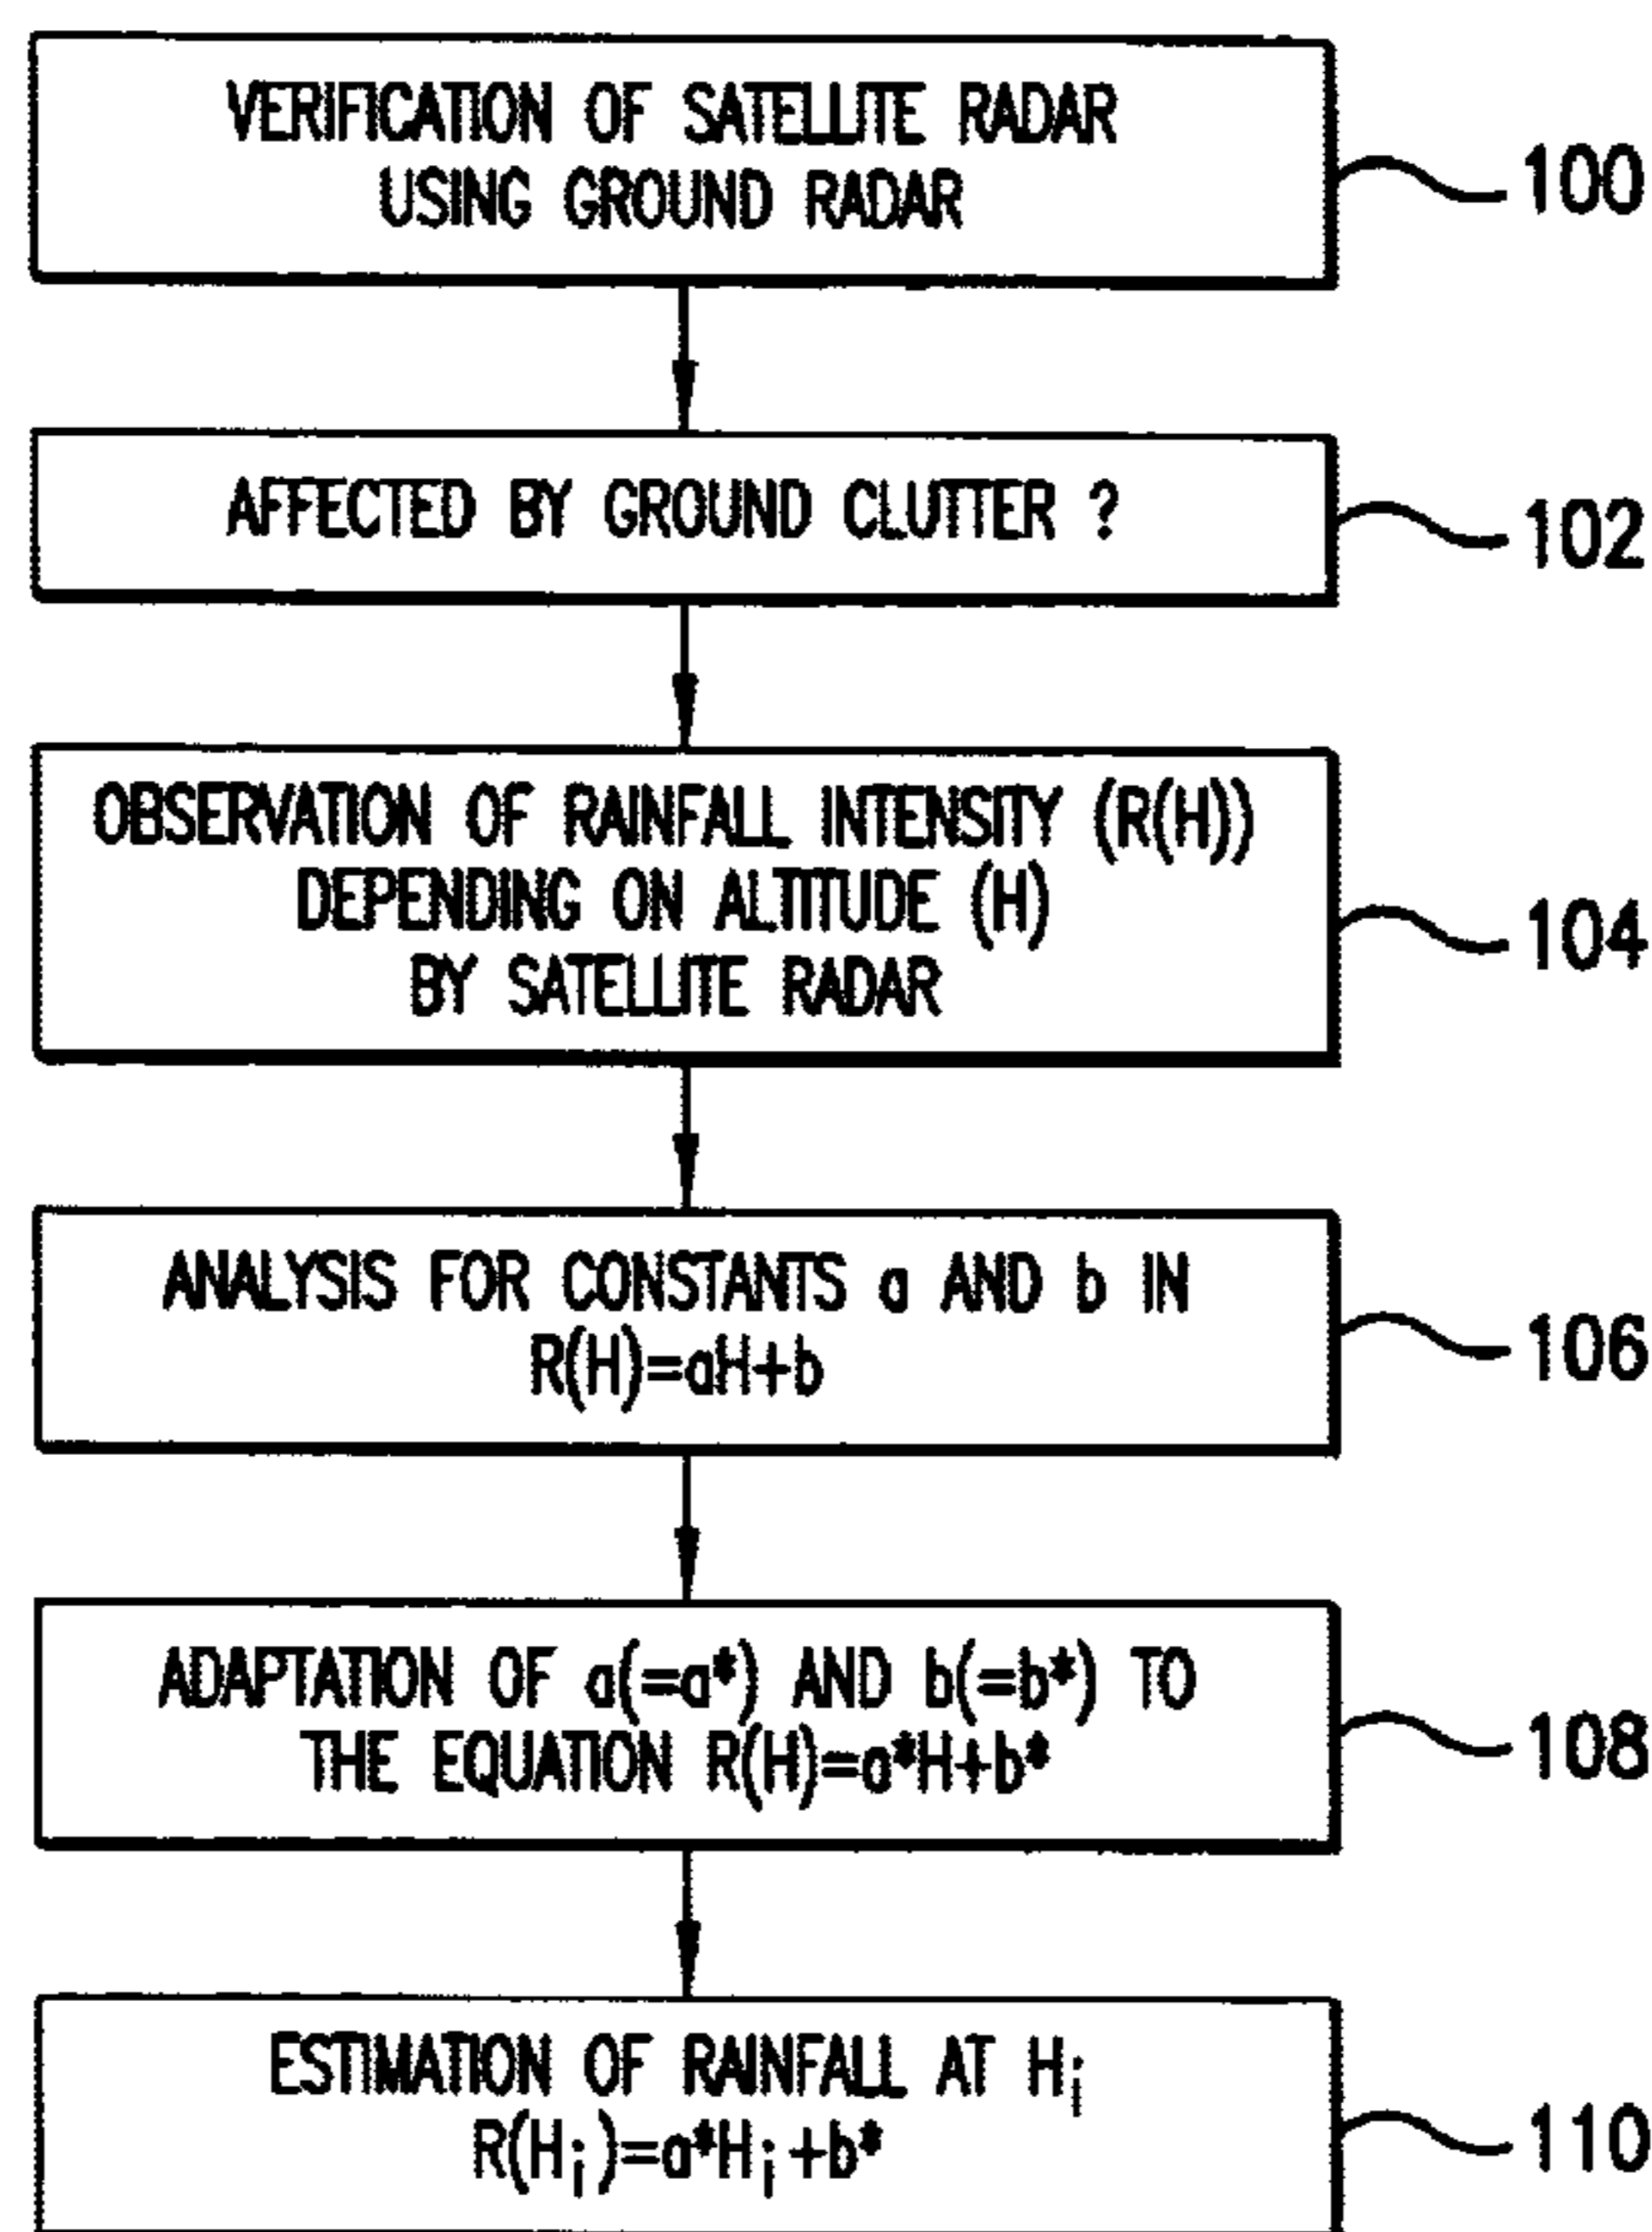 VERIFICATION OF SATELLITE RADAR
USING GROUND RADAR
100
AFFECTED BY GROUND CLUTTER ?
102
OBSERVATION OF RAINFALL INTENSITY (R(H))
DEPENDING ON ALTITUDE (H)
BY SATELLITE RADAR
104
ANALYSIS FOR CONSTANTS a AND b IN
R(H)=aH+b
106
ADAPTATION OF a(=a*) AND b(=b*) TO
THE EQUATION R(H)=a*H+b*
108
ESTIMATION OF RAINFALL AT Hi
R(Hi)=a*Hi+b*
110